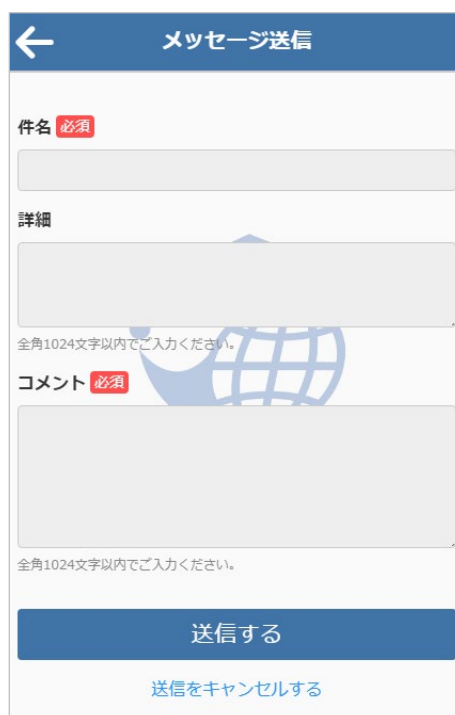 メッセージ送信
件名 必須
詳細
全角1024文字以内でご入力ください。
コメント 必須
全角1024文字以内でご入力ください。
送信する
送信をキャンセルする